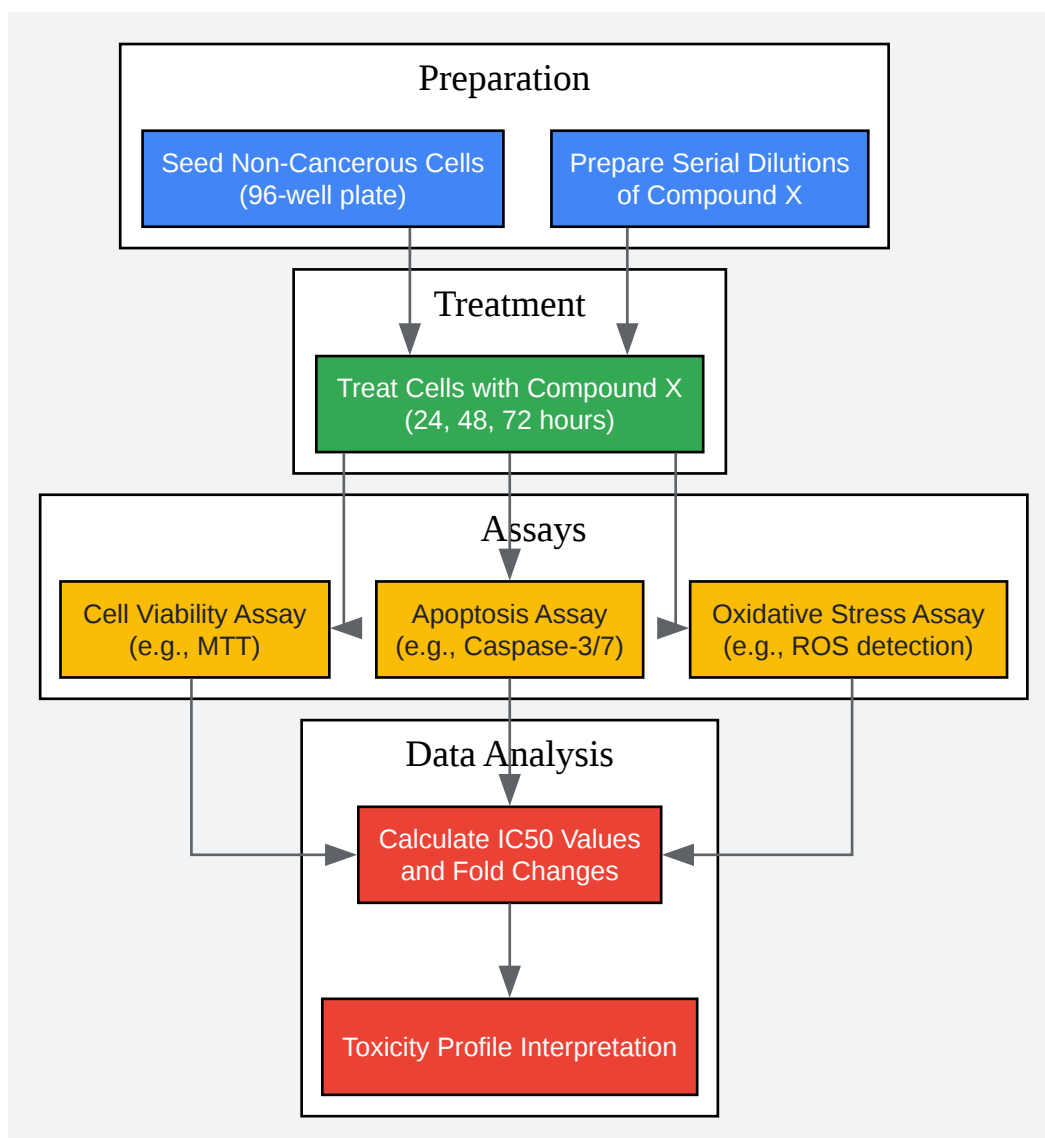 Preparation
Seed Non-Cancerous Cells
(96-well plate)
Prepare Serial Dilutions
of Compound X
Treatment
Treat Cells with Compound X
(24, 48, 72 hours)
Assays
Cell Viability Assay
(e.g., MTT)
Apoptosis Assay
(e.g., Caspase-3/7)
Oxidative Stress Assay
(e.g., ROS detection)
Data Analysis
Calculate IC50 Values
and Fold Changes
Toxicity Profile Interpretation